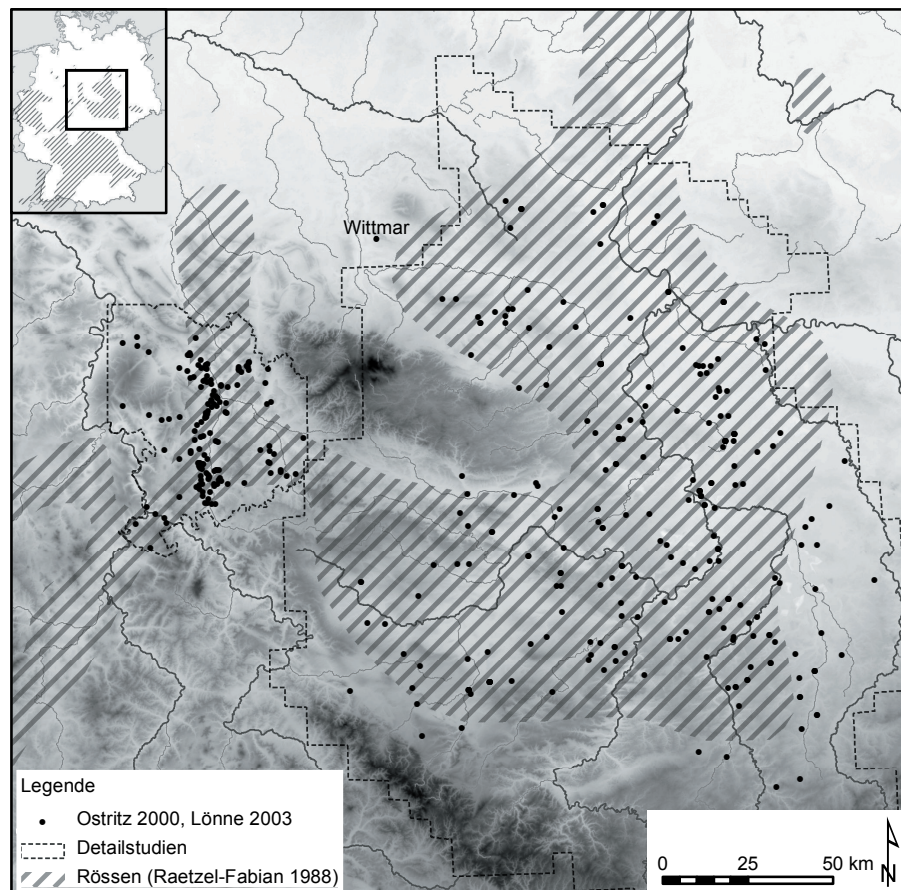 Wittmar
Legende
Ostritz 2000, Lönne 2003
Detailstudien
Rössen (Raetzel-Fabian 1988)
0 25 50 km
N